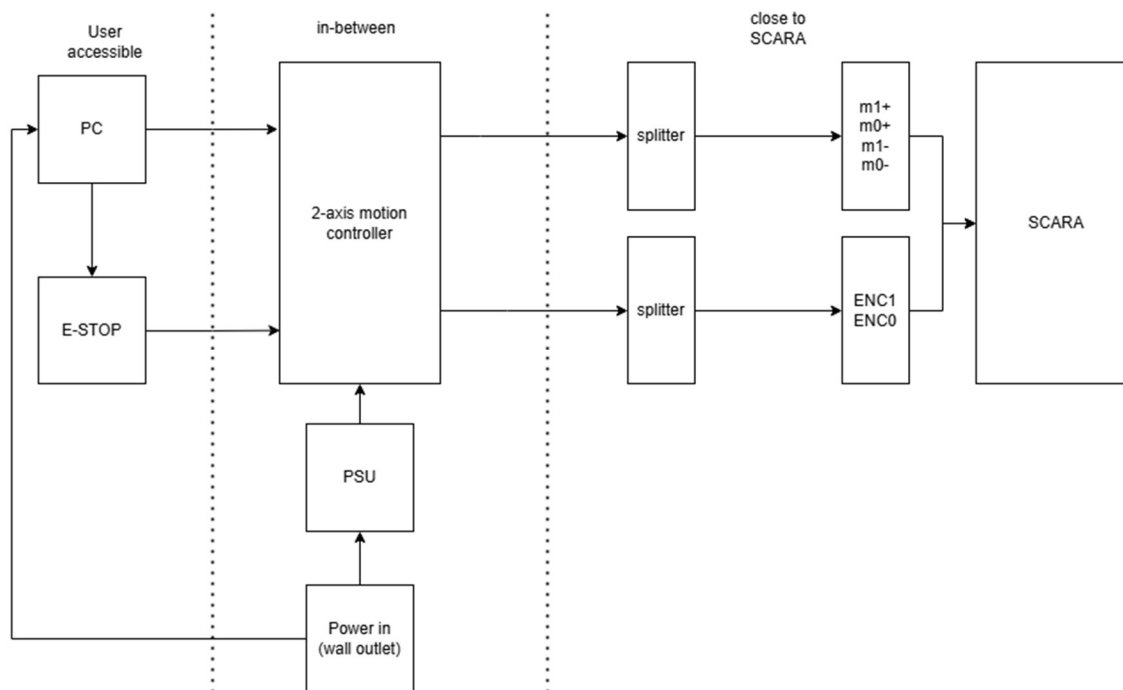 User
accessible
in-between
close to
SCARA
PC
E-STOP
2-axis motion
controller
PSU
Power in
(wall outlet)
splitter
splitter
m1+
m0+
m1-
m0-
ENC1
ENC0
SCARA